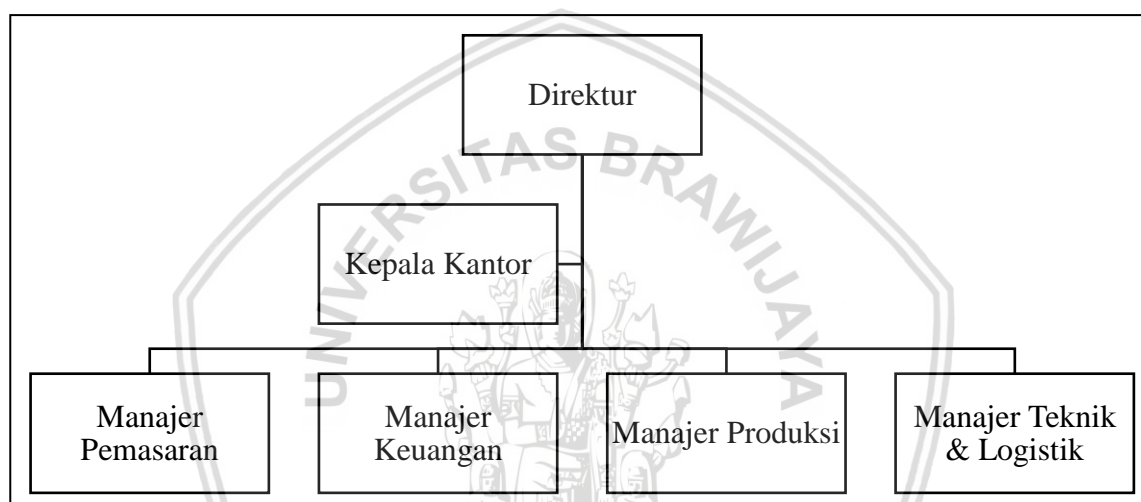 Direktur
UNIVERSITAS BRAWIJAYA
Kepala Kantor
Manajer
Pemasaran
Manajer
Keuangan
Manajer Produksi
Manajer Teknik
& Logistik